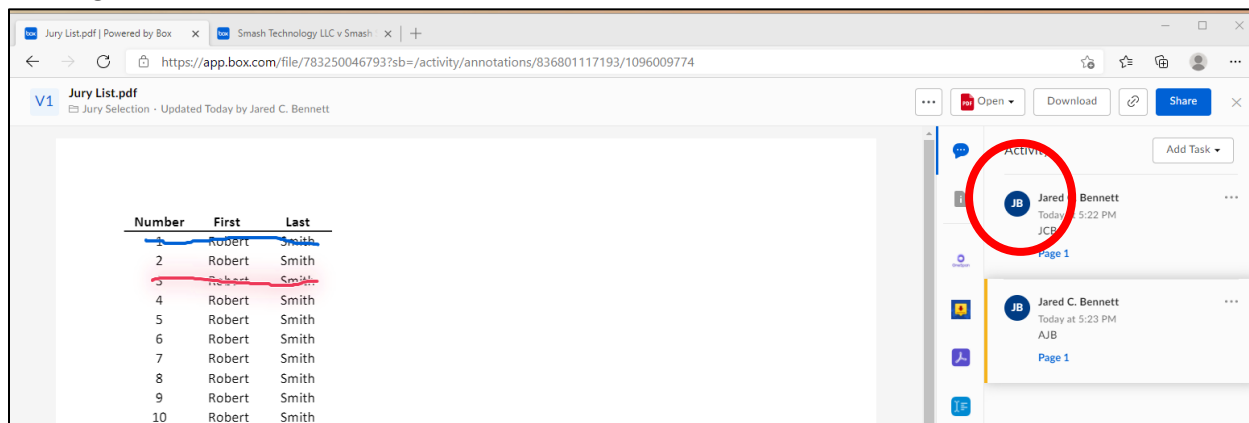 Jury List.pdf | Powered by Box
Smash Technology LLC v Smash
https://app.box.com/file/783250046793?sb=/activity/annotations/836801117193/1096009774
V1
Jury List.pdf
Jury Selection · Updated Today by Jared C. Bennett
PDF
Open
Download
Share
Activity
Add Task
JB
Jared C. Bennett
Today at 5:22 PM
JCB
Page 1
JB
Jared C. Bennett
Today at 5:23 PM
AJB
Page 1
Number First Last
1 Robert Smith
2 Robert Smith
3 Robert Smith
4 Robert Smith
5 Robert Smith
6 Robert Smith
7 Robert Smith
8 Robert Smith
9 Robert Smith
10 Robert Smith